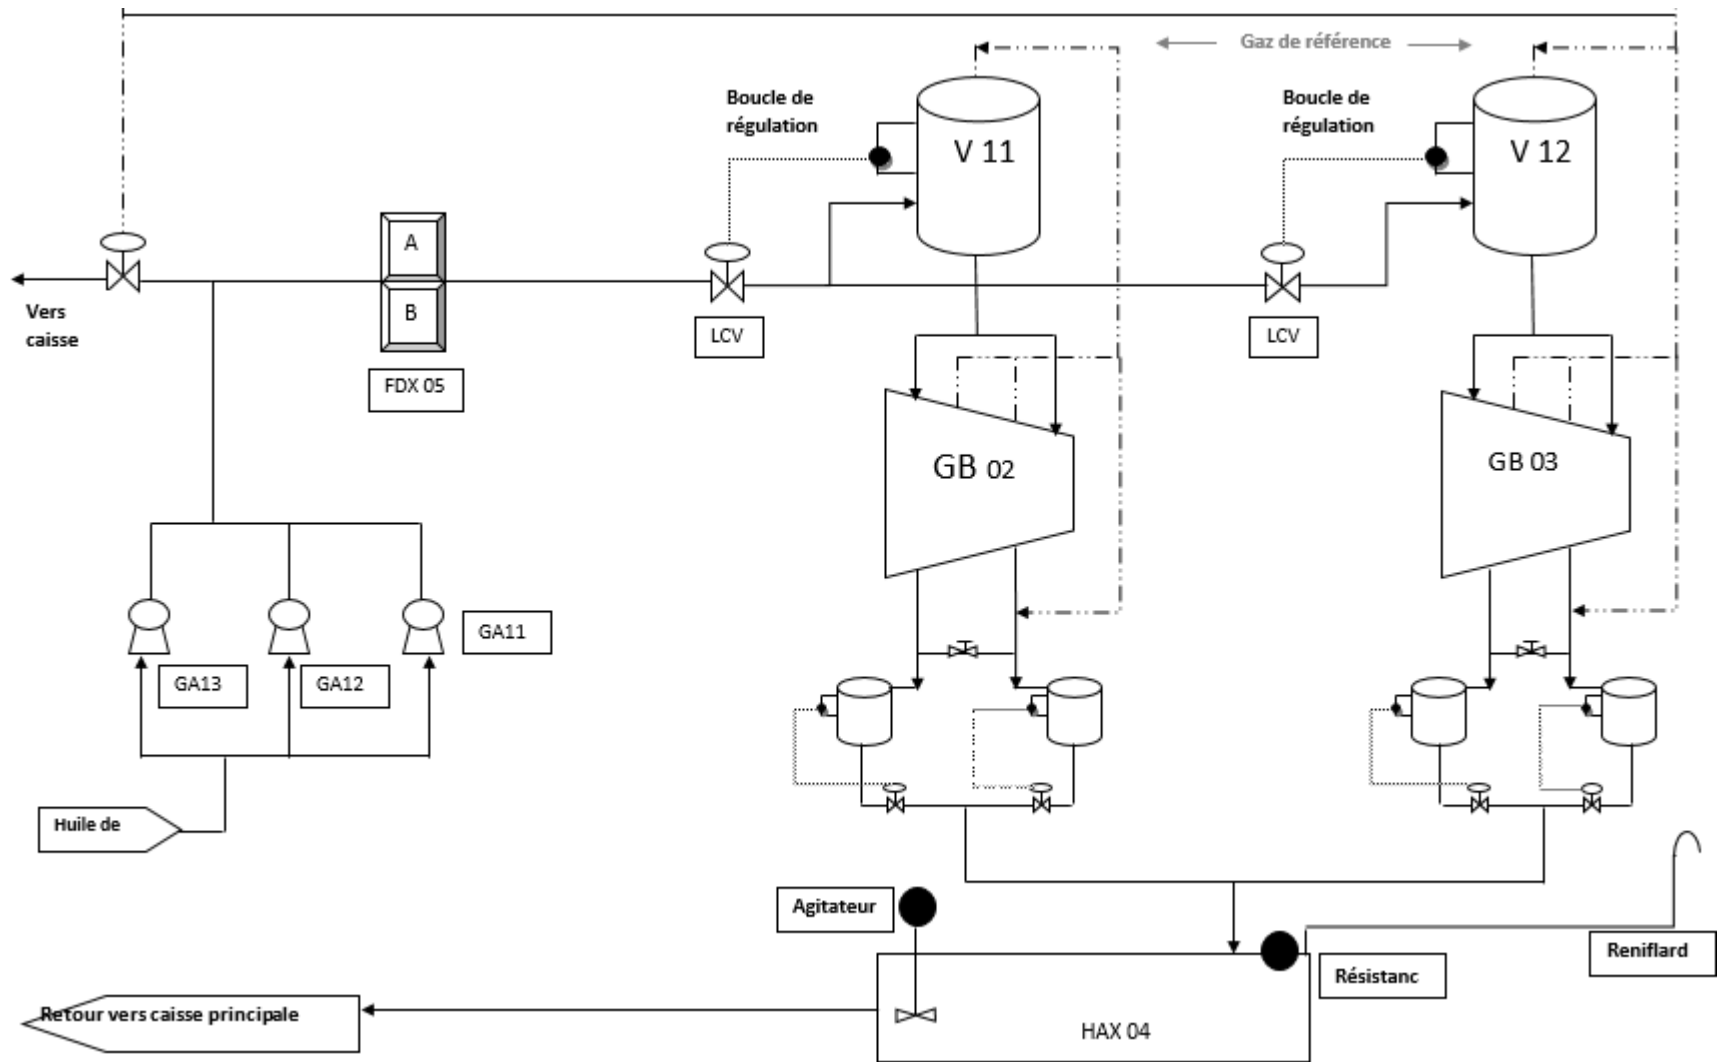 Gaz de référence
Boucle de
régulation
V 11
Boucle de
régulation
V 12
A
B
Vers
caisse
LCV
LCV
FDX 05
GB 02
GB 03
GA11
GA13
GA12
Huile de
Agitateur
Reniflard
Résistanc
Retour vers caisse principale
HAX 04